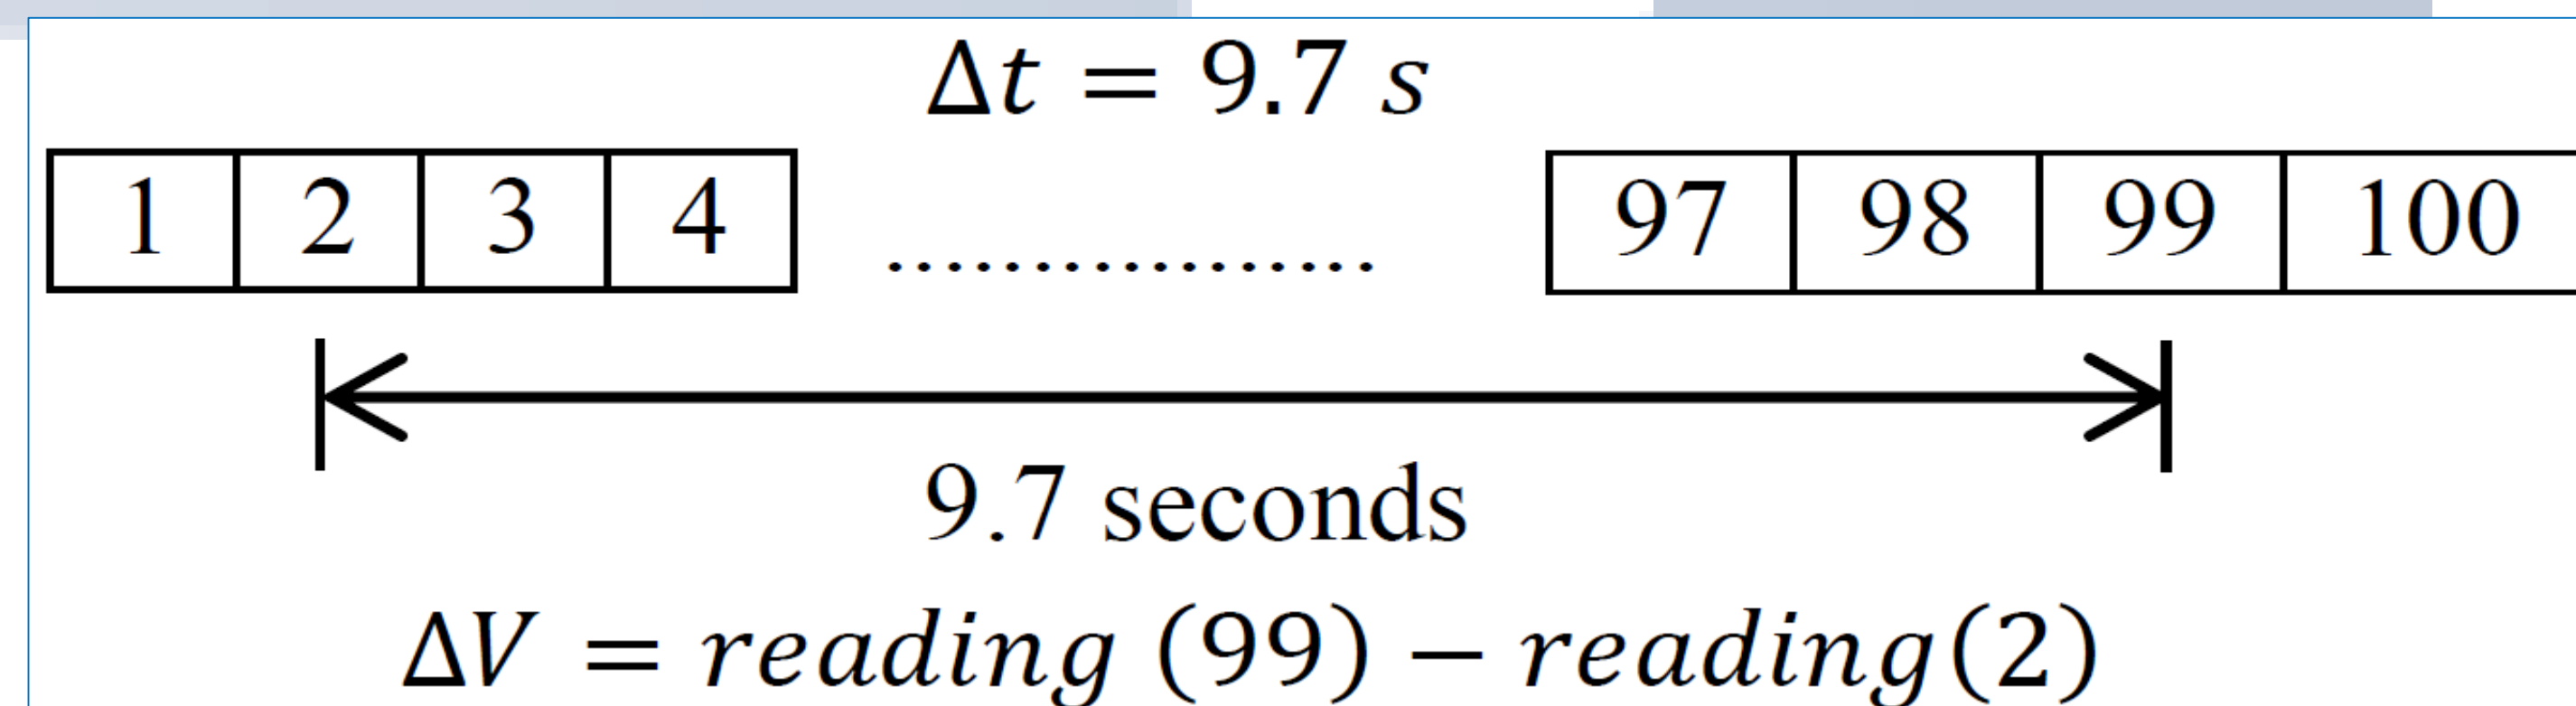 Δt = 9.7 s
1 2 3 4 ................. 97 98 99 100
9.7 seconds
ΔV = reading (99) − reading(2)